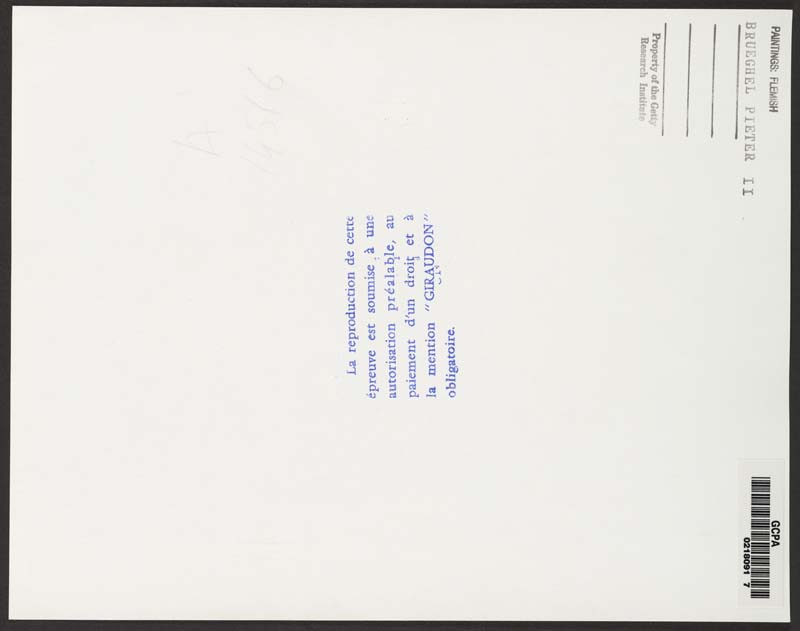 PAINTINGS: FLEMISH
BRUEGHEL PIETER II
Property of the Getty
Research Institute
La reproduction de cette
épreuve est soumise à une
autorisation préalable, au
paiement d'un droit et à
la mention "GIRAUDON"
obligatoire.
GCPA
0218091 7